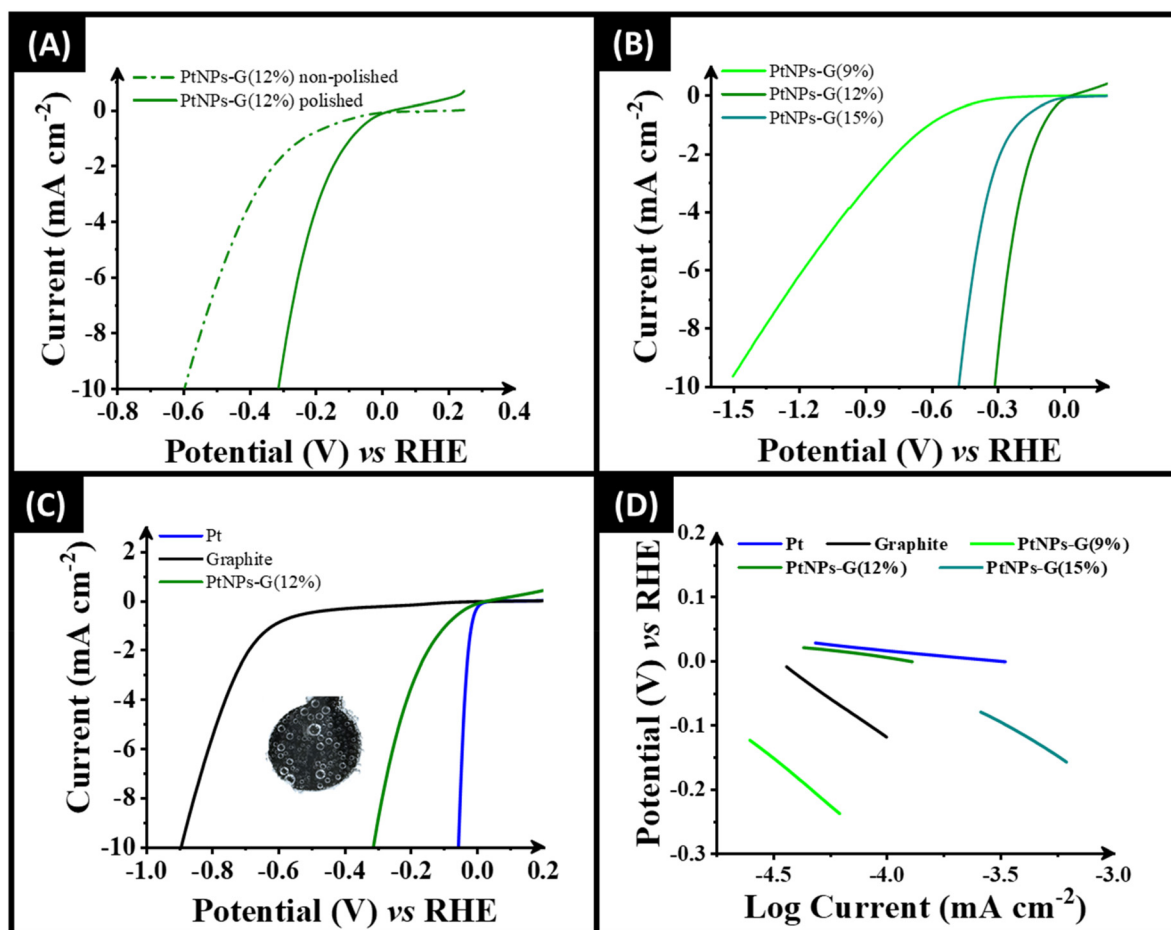 (A)
PtNPs-G(12%) non-polished
PtNPs-G(12%) polished
Current (mA cm-2)
0
-2
-4
-6
-8
-10
-0.8 -0.6 -0.4 -0.2 0.0 0.2 0.4
Potential (V) vs RHE
(B)
PtNPs-G(9%)
PtNPs-G(12%)
PtNPs-G(15%)
Current (mA cm-2)
0
-2
-4
-6
-8
-10
-1.5 -1.2 -0.9 -0.6 -0.3 0.0
Potential (V) vs RHE
(C)
Pt
Graphite
PtNPs-G(12%)
Current (mA cm-2)
2
0
-2
-4
-6
-8
-10
-1.0 -0.8 -0.6 -0.4 -0.2 0.0 0.2
Potential (V) vs RHE
(D)
Pt Graphite PtNPs-G(9%)
PtNPs-G(12%) PtNPs-G(15%)
Potential (V) vs RHE
0.2
0.1
0.0
-0.1
-0.2
-0.3
-4.5 -4.0 -3.5 -3.0
Log Current (mA cm-2)